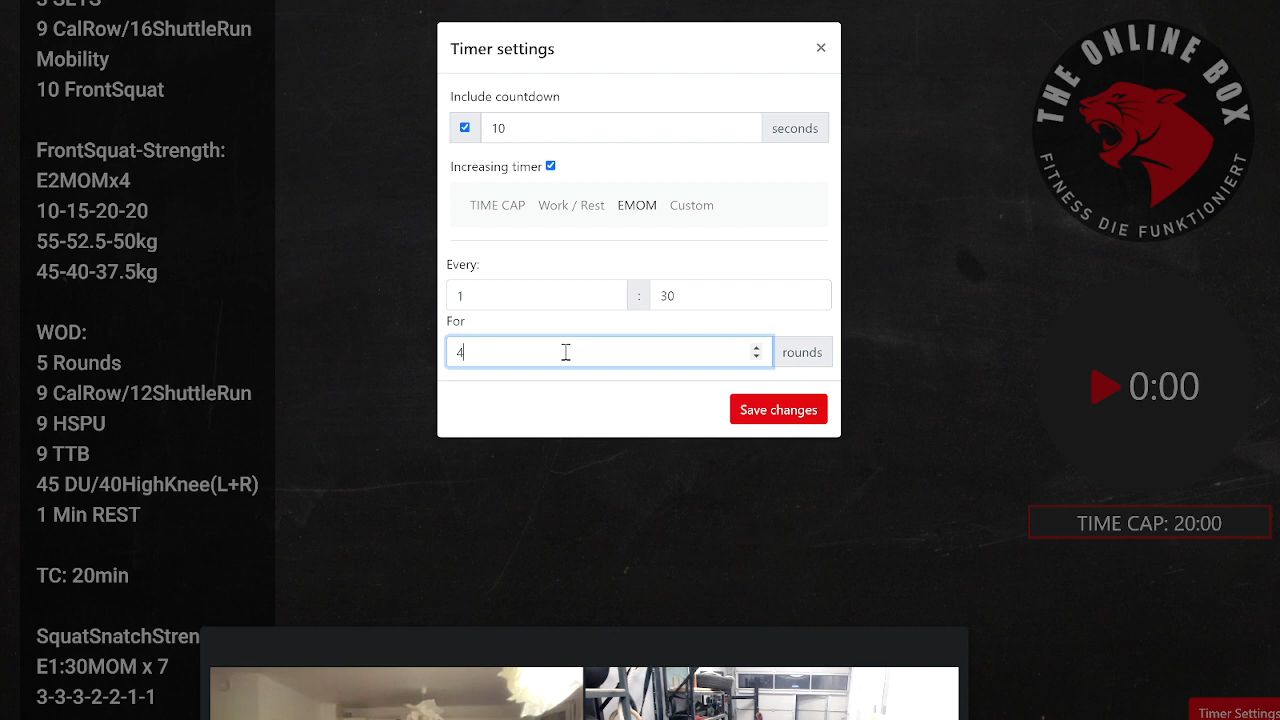 3 SETS
9 CalRow/16ShuttleRun
Mobility
10 FrontSquat
FrontSquat-Strength:
E2MOMx4
10-15-20-20
55-52.5-50kg
45-40-37.5kg
WOD:
5 Rounds
9 CalRow/12ShuttleRun
9 HSPU
9 TTB
45 DU/40HighKnee(L+R)
1 Min REST
TC: 20min
SquatSnatchStren
E1:30MOM x 7
3-3-3-2-2-1-1
Timer settings
×
Include countdown
10 seconds
Increasing timer
TIME CAP Work / Rest EMOM Custom
Every:
1 : 30
For
4 rounds
Save changes
THE ONLINE BOX
FITNESS DIE FUNKTIONIERT
0:00
TIME CAP: 20:00
Timer Settings